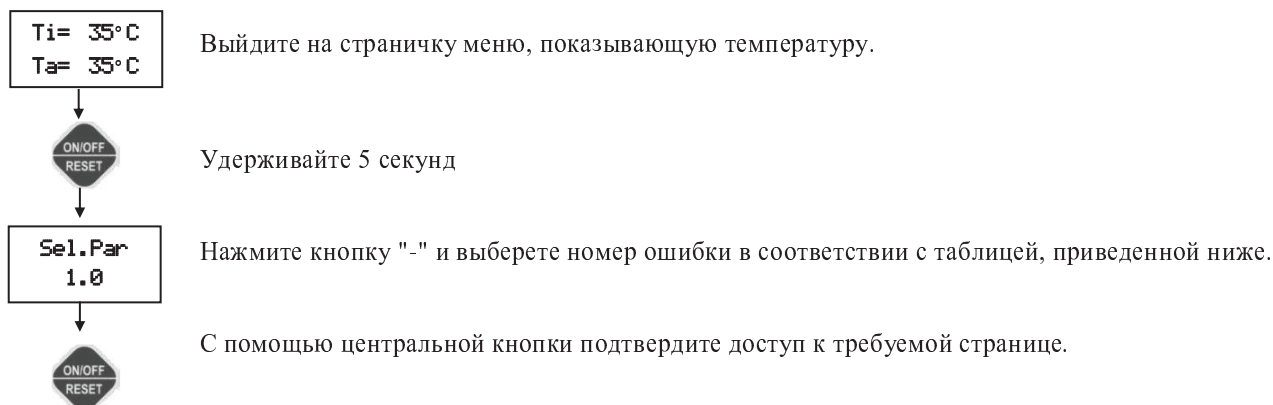 Ti= 35°C
Ta= 35°C
Выйдите на страничку меню, показывающую температуру.
ON/OFF
RESET
Удерживайте 5 секунд
Sel.Par
1.0
Нажмите кнопку "-" и выберете номер ошибки в соответствии с таблицей, приведенной ниже.
С помощью центральной кнопки подтвердите доступ к требуемой странице.
ON/OFF
RESET